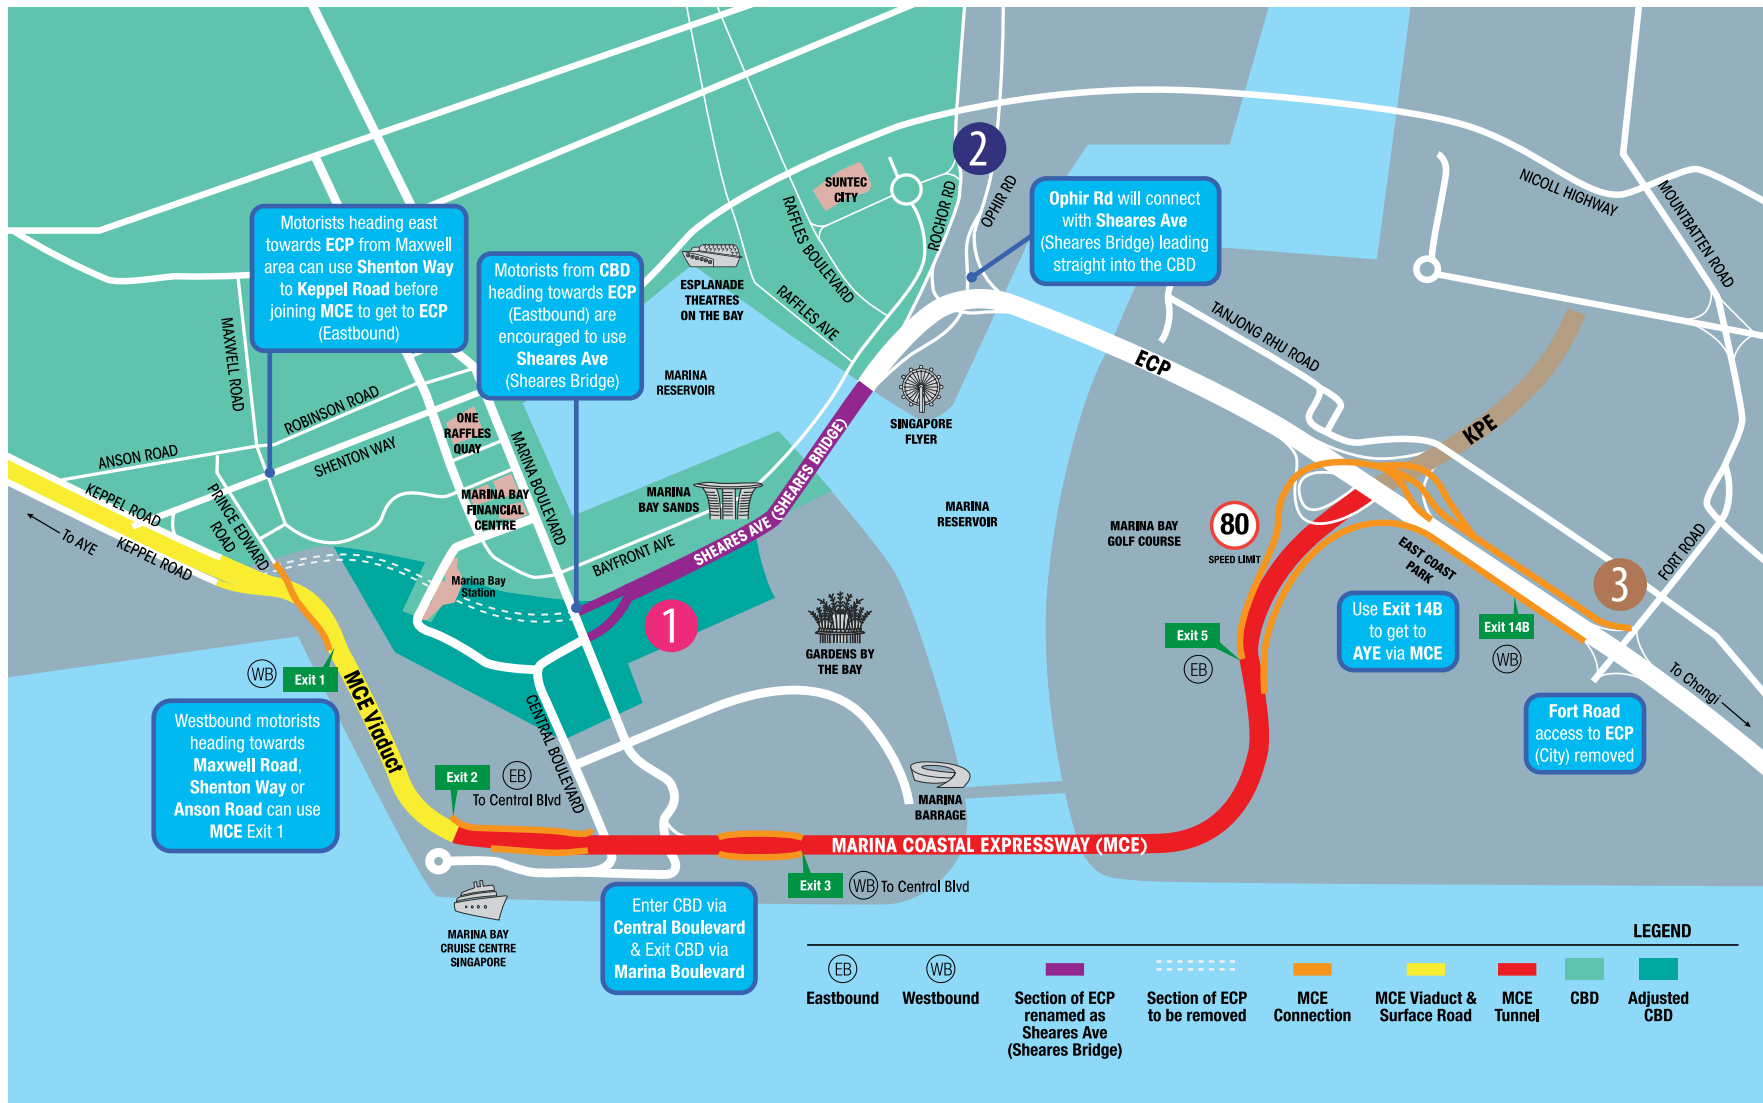 2
SUNTEC
CITY
ROCHOR RD
OPHIR RD
RAFFLES BOULEVARD
RAFFLES AVE
NICOLL HIGHWAY
MOUNTBATTEN ROAD
Motorists heading east
towards ECP from Maxwell
area can use Shenton Way
to Keppel Road before
joining MCE to get to ECP
(Eastbound)
Motorists from CBD
heading towards ECP
(Eastbound) are
encouraged to use
Sheares Ave
(Sheares Bridge)
Ophir Rd will connect
with Sheares Ave
(Sheares Bridge) leading
straight into the CBD
ESPLANADE
THEATRES
ON THE BAY
MARINA
RESERVOIR
TANJONG RHU ROAD
ECP
KPE
SINGAPORE
FLYER
MAXWELL ROAD
ROBINSON ROAD
ANSON ROAD
SHENTON WAY
ONE
RAFFLES
QUAY
MARINA BOULEVARD
KEPPEL ROAD
KEPPEL ROAD
PRINCE EDWARD
ROAD
To AYE
MARINA BAY
FINANCIAL
CENTRE
MARINA
BAY SANDS
SHEARES AVE (SHEARES BRIDGE)
BAYFRONT AVE
Marina Bay
Station
1
MARINA
RESERVOIR
MARINA BAY
GOLF COURSE
80
SPEED LIMIT
EAST COAST
PARK
FORT ROAD
3
GARDENS BY
THE BAY
Use Exit 14B
to get to
AYE via MCE
Exit 14B
WB
Exit 5
EB
To Changi
Fort Road
access to ECP
(City) removed
WB
Exit 1
MCE Viaduct
Westbound motorists
heading towards
Maxwell Road,
Shenton Way or
Anson Road can use
MCE Exit 1
CENTRAL BOULEVARD
Exit 2
EB
To Central Blvd
MARINA
BARRAGE
MARINA COASTAL EXPRESSWAY (MCE)
Exit 3
WB To Central Blvd
MARINA BAY
CRUISE CENTRE
SINGAPORE
Enter CBD via
Central Boulevard
& Exit CBD via
Marina Boulevard
LEGEND
EB
Eastbound
WB
Westbound
Section of ECP
renamed as
Sheares Ave
(Sheares Bridge)
Section of ECP
to be removed
MCE
Connection
MCE Viaduct &
Surface Road
MCE
Tunnel
CBD
Adjusted
CBD